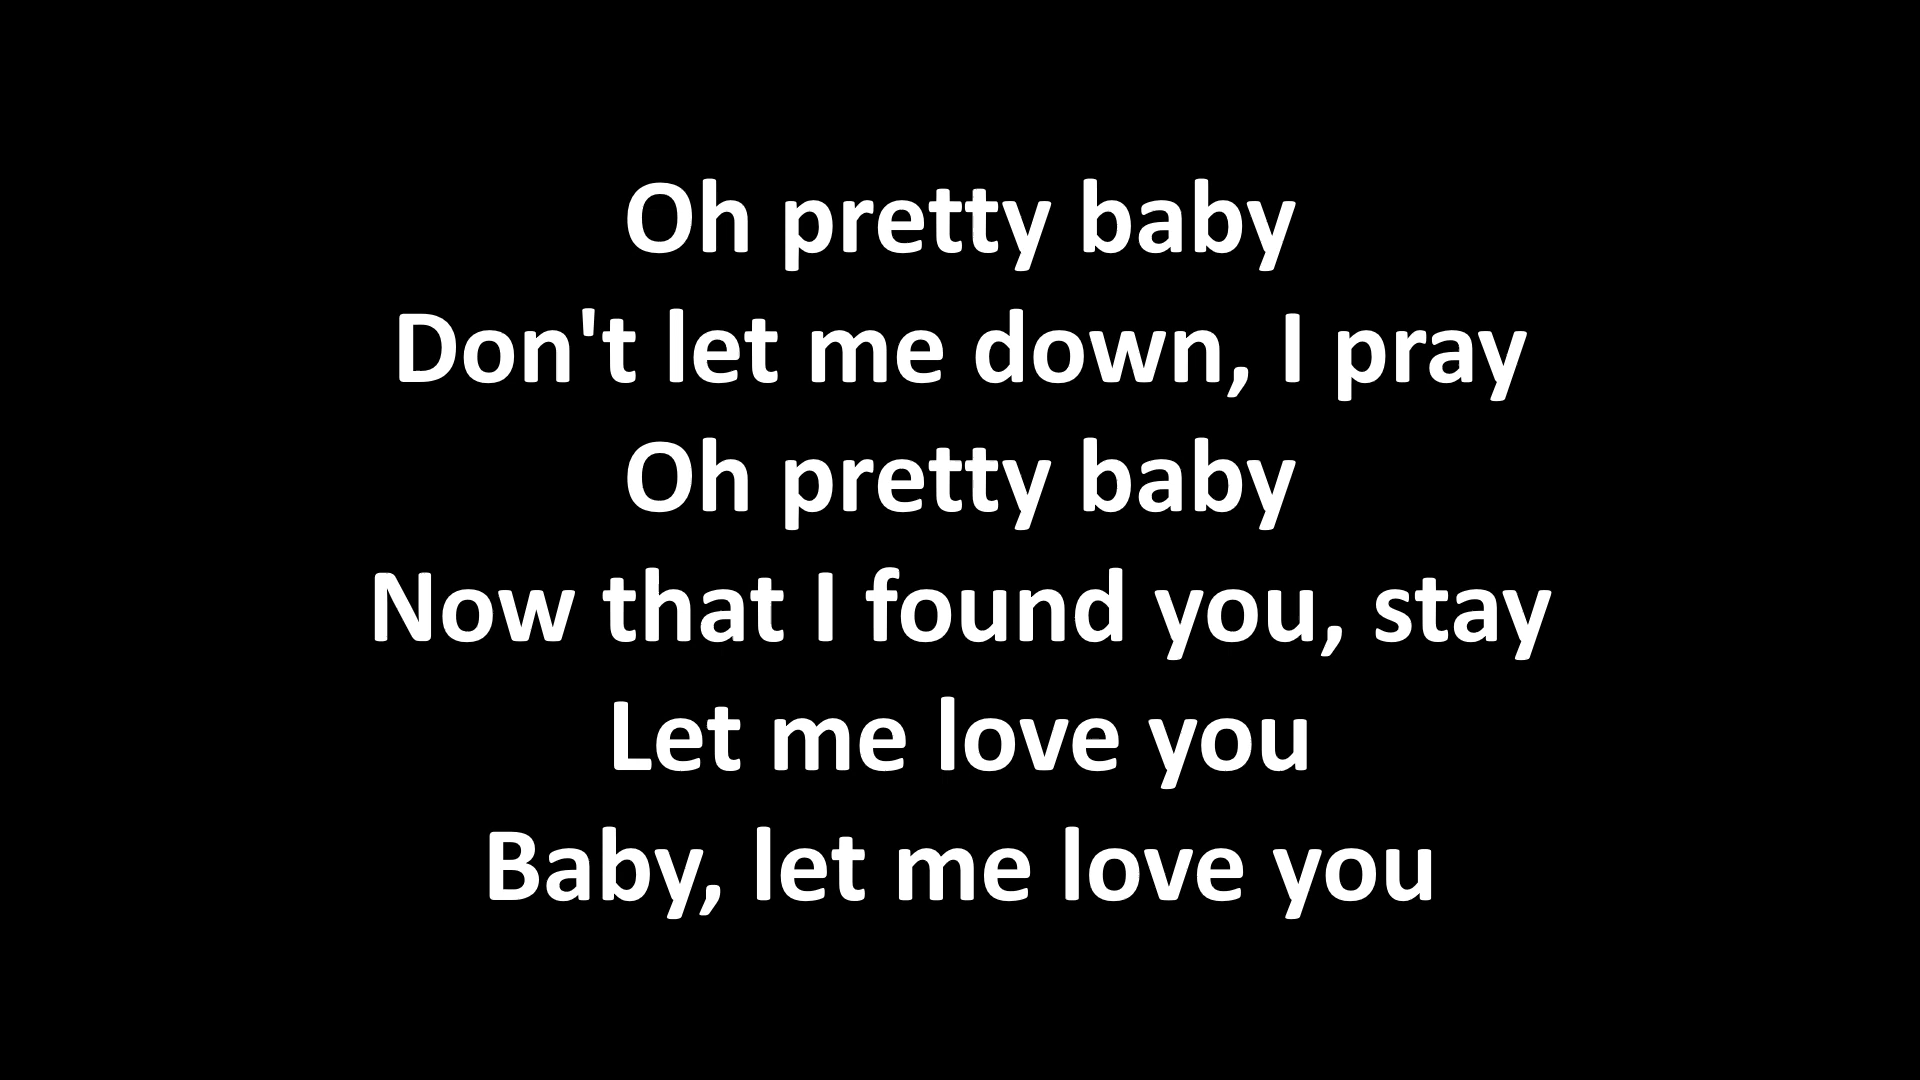 Oh pretty baby
Don't let me down, I pray
Oh pretty baby
Now that I found you, stay
Let me love you
Baby, let me love you